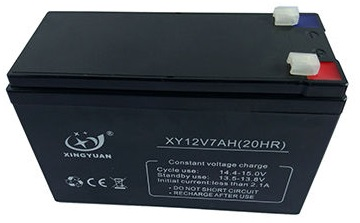 XY12V7AH(20HR)
XINGYUAN
Constant voltage charge
Cycle use: 14.4-15.0V
Standby use: 13.5-13.8V
Initial current:less than 2.1A
• DO NOT SHORT CIRCUIT
• RECHARGE AFTER USE